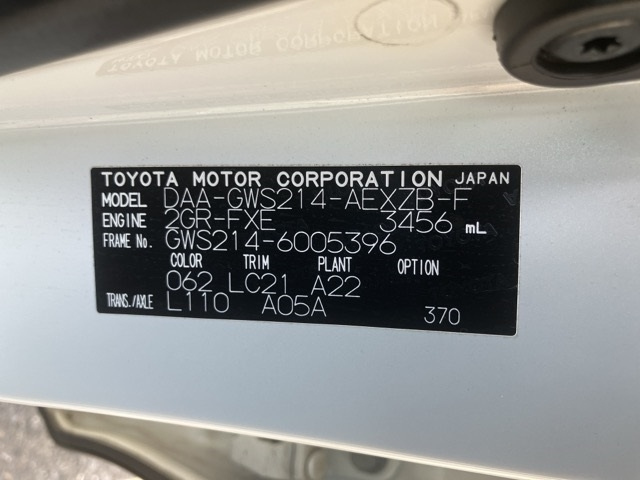 TOYOTA MOTOR CORPORATION JAPAN
MODEL DAA-GWS214-AEXZB-F
ENGINE 2GR-FXE 3456 mL
FRAME No. GWS214-6005396
COLOR TRIM PLANT OPTION
062 LC21 A22
TRANS./AXLE L110 A05A 370